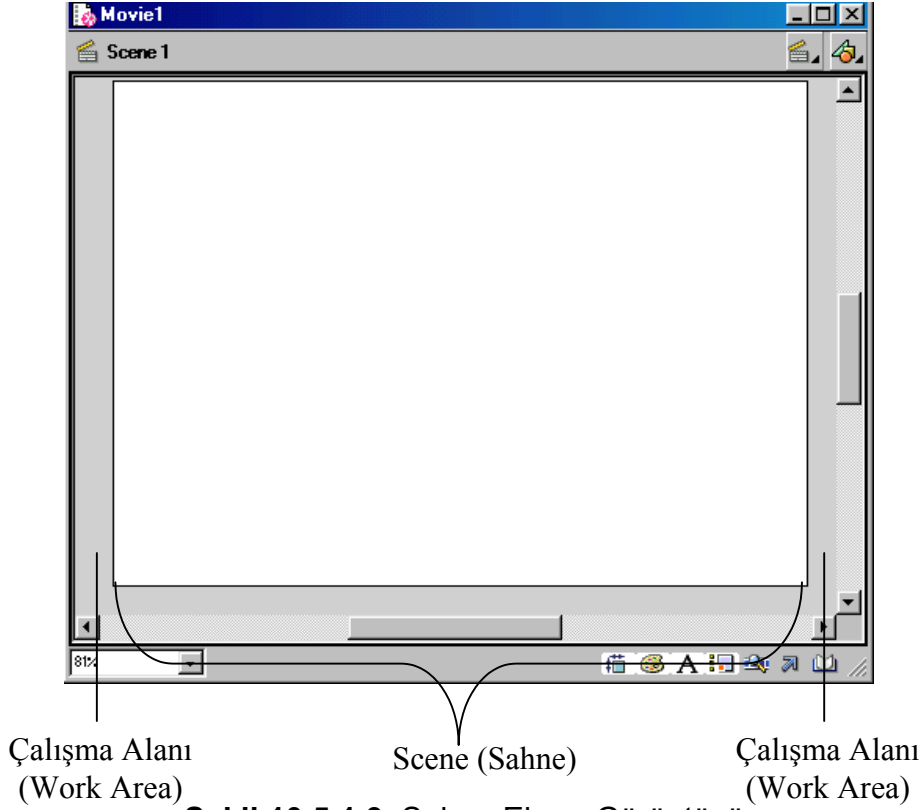 Movie1
Scene 1
81%
A
Çalışma Alanı
(Work Area)
Scene (Sahne)
Çalışma Alanı
(Work Area)